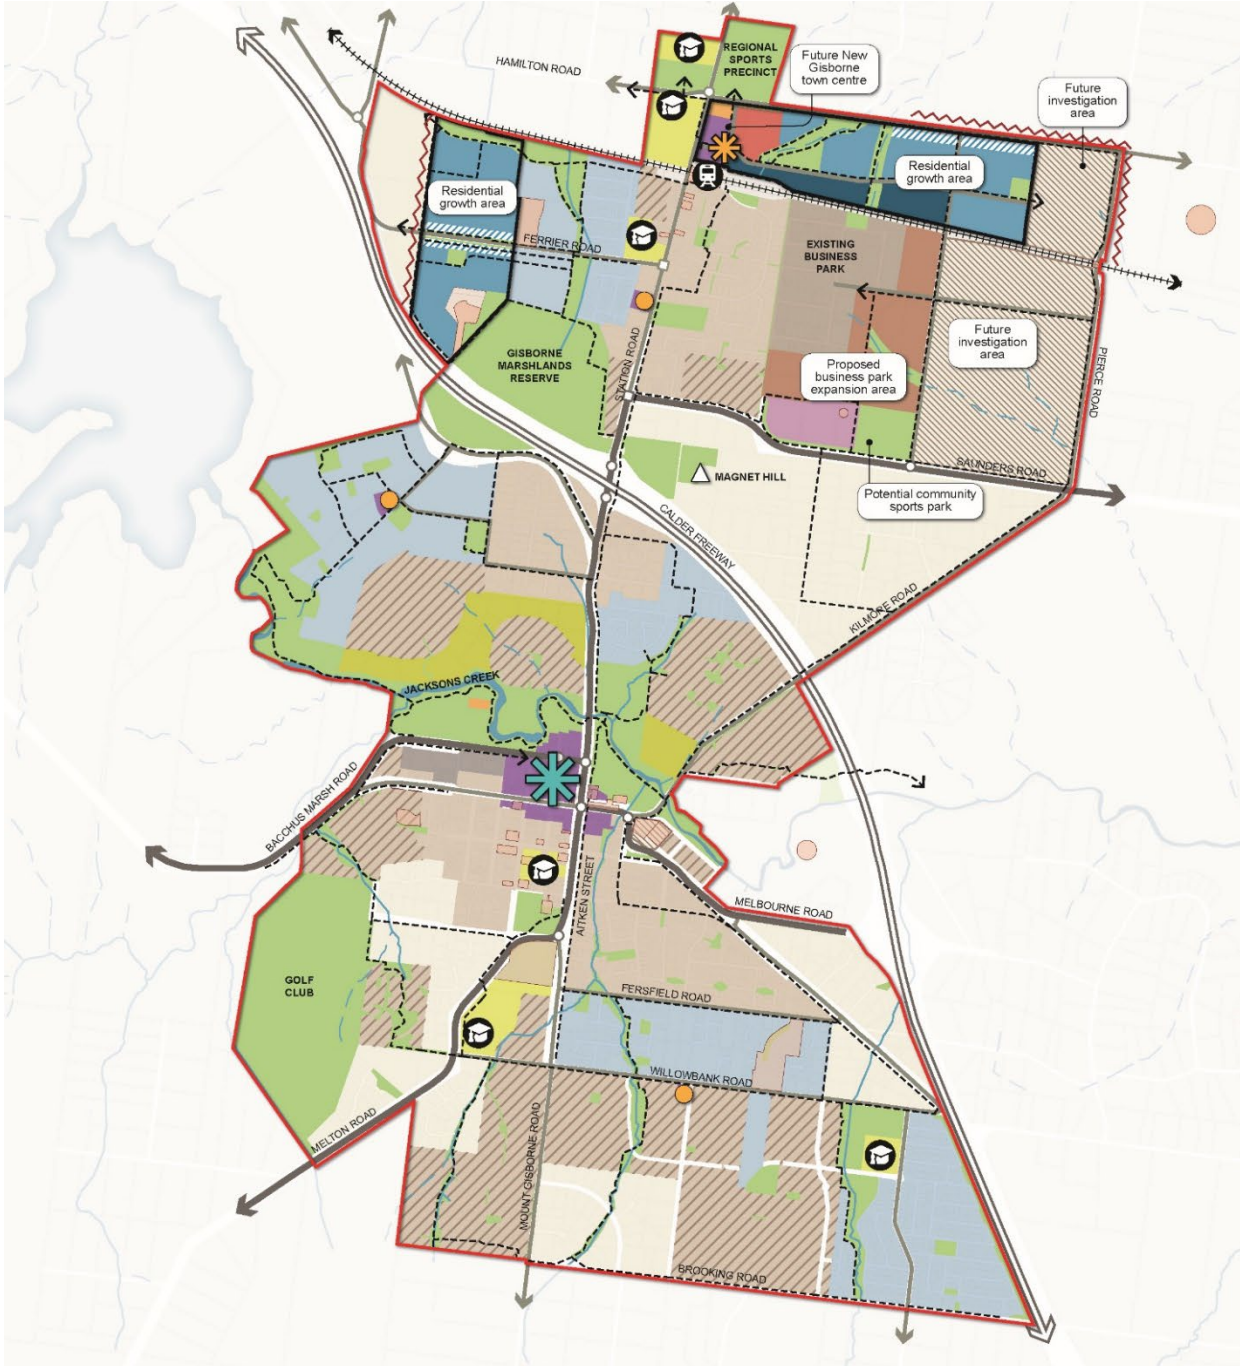 HAMILTON ROAD
REGIONAL
SPORTS
PRECINCT
Future New
Gisborne
town centre
Future
investigation
area
Residential
growth area
Residential
growth area
FERRIER ROAD
EXISTING
BUSINESS
PARK
GISBORNE
MARSHLANDS
RESERVE
STATION ROAD
Future
investigation
area
PIERCE ROAD
Proposed
business park
expansion area
SAUNDERS ROAD
MAGNET HILL
Potential community
sports park
CALDER FREEWAY
KILMORE ROAD
JACKSONS CREEK
BACCHUS MARSH ROAD
AITKEN STREET
MELBOURNE ROAD
GOLF
CLUB
FERSFIELD ROAD
WILLOWBANK ROAD
MELTON ROAD
MOUNT GISBORNE ROAD
BROOKING ROAD